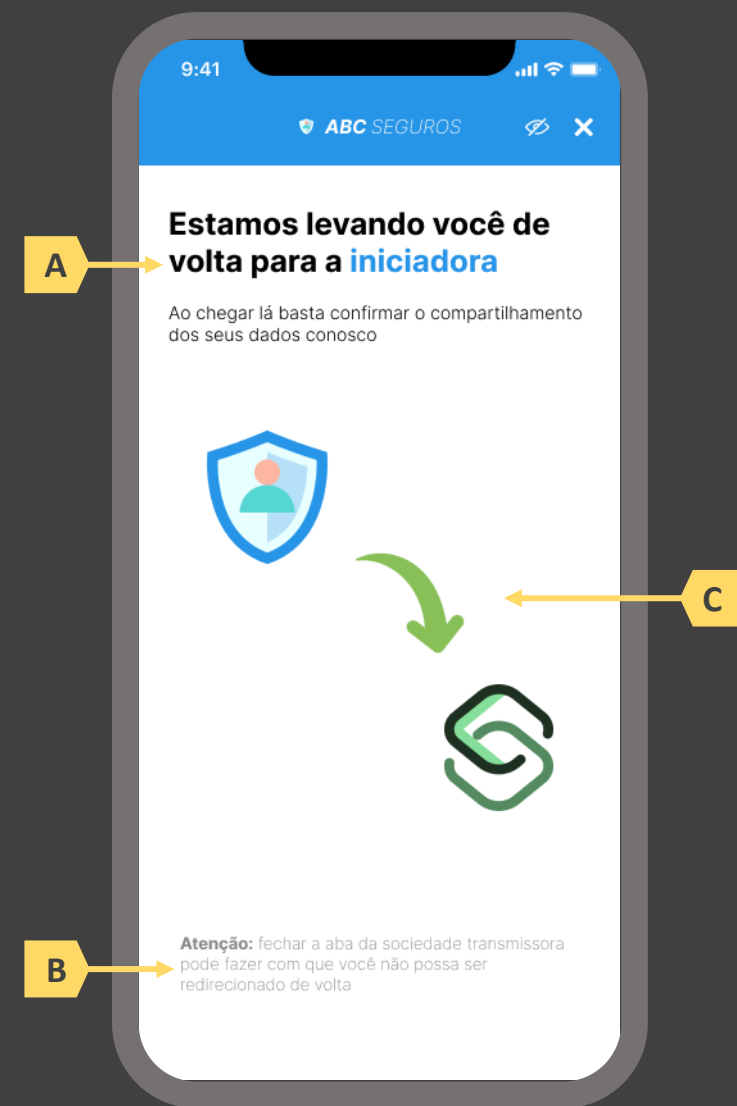 9:41
ABC SEGUROS
Estamos levando você de
volta para a iniciadora
A
Ao chegar lá basta confirmar o compartilhamento
dos seus dados conosco
C
Atenção: fechar a aba da sociedade transmissora
pode fazer com que você não possa ser
redirecionado de volta
B